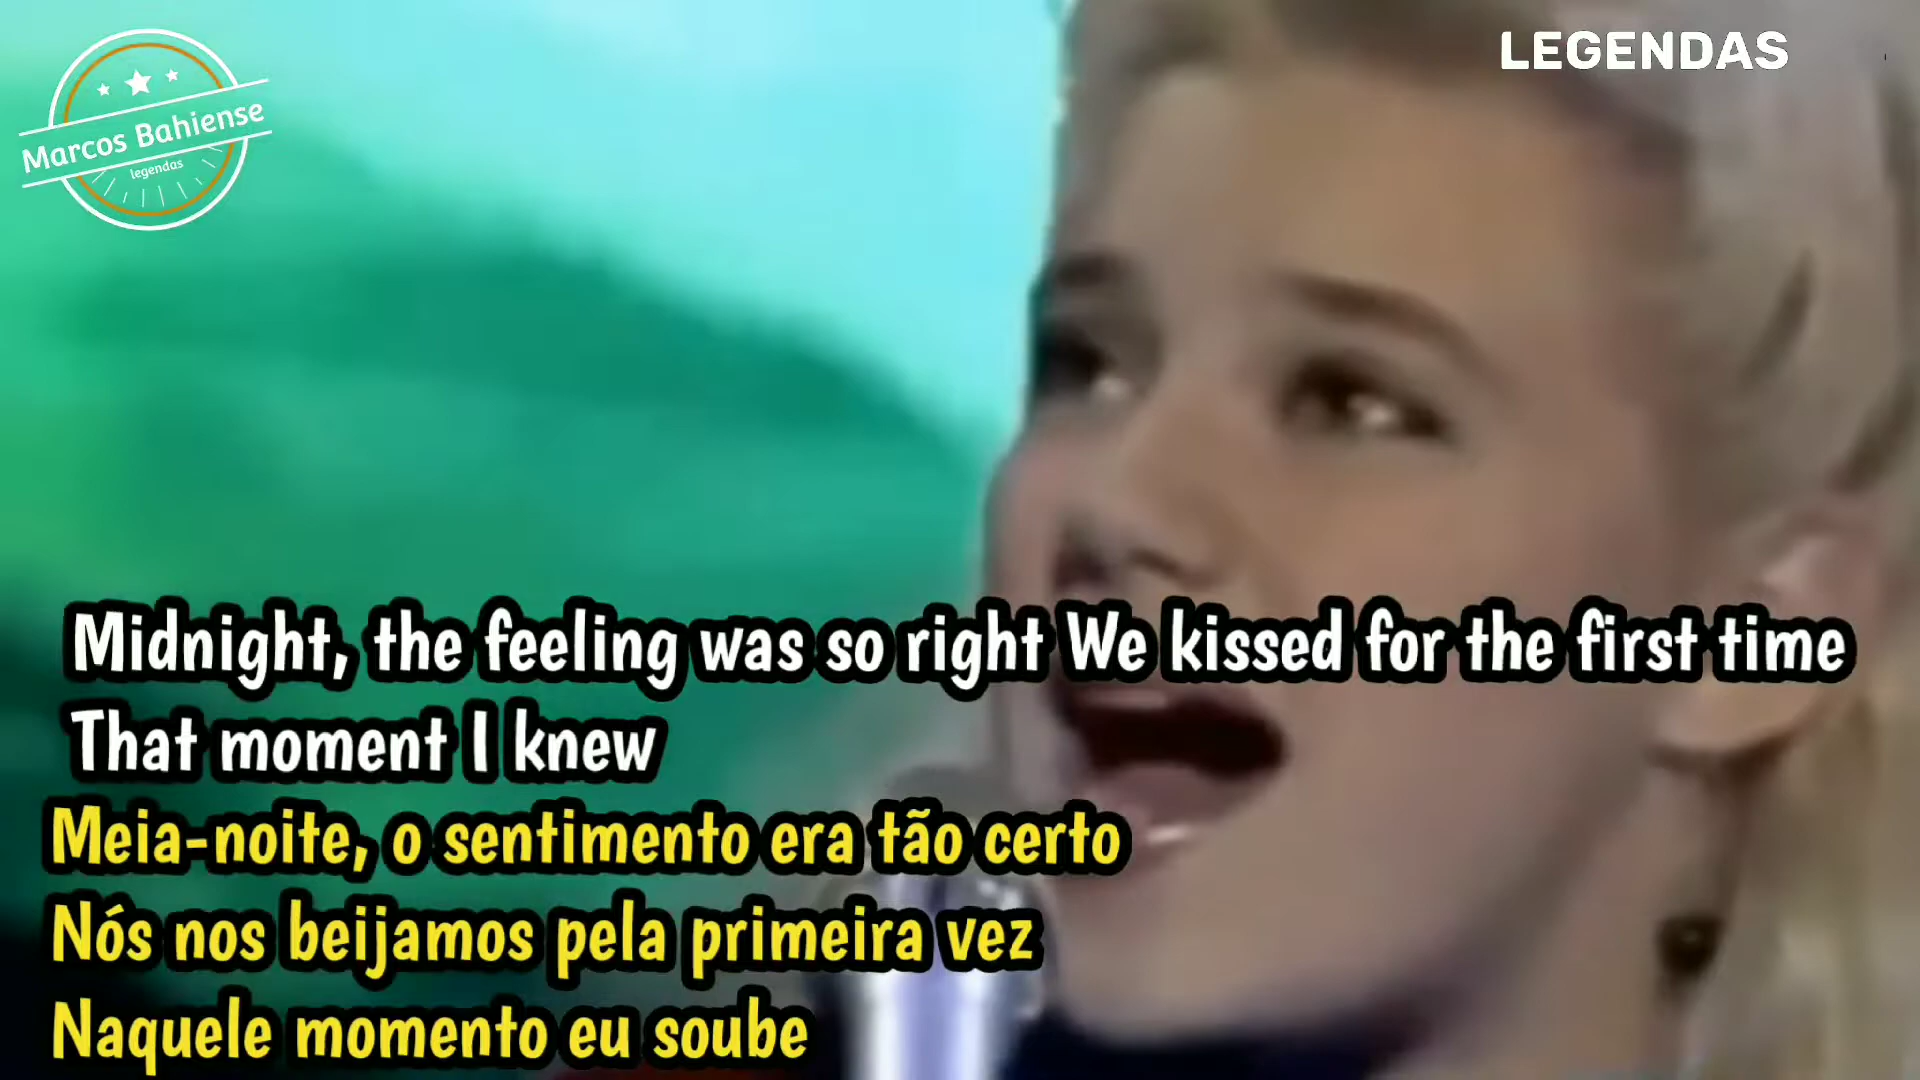 LEGENDAS
Marcos Bahiense
legendas
Midnight, the feeling was so right We kissed for the first time
That moment I knew
Meia-noite, o sentimento era tão certo
Nós nos beijamos pela primeira vez
Naquele momento eu soube